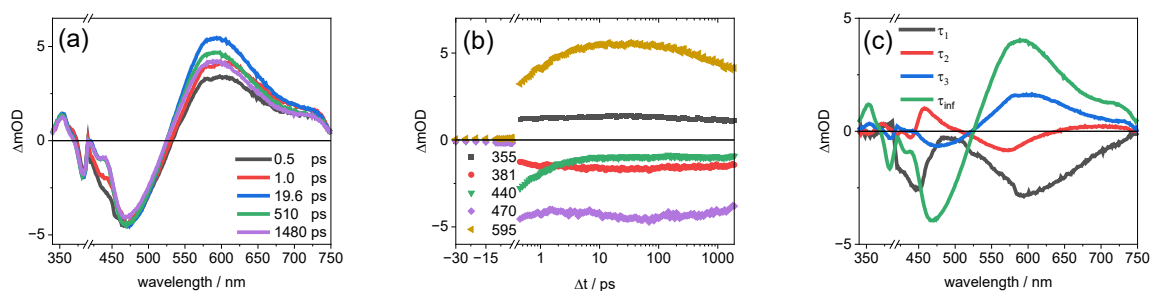 (a)
ΔmOD
5
0
−5
0.5 ps
1.0 ps
19.6 ps
510 ps
1480 ps
350 400 450 500 550 600 650 700 750
wavelength / nm
(b)
ΔmOD
5
0
−5
355
381
440
470
595
−30 −15 1 10 100 1000
Δt / ps
(c)
ΔmOD
5
0
−5
τ1
τ2
τ3
τinf
350 400 450 500 550 600 650 700 750
wavelength / nm